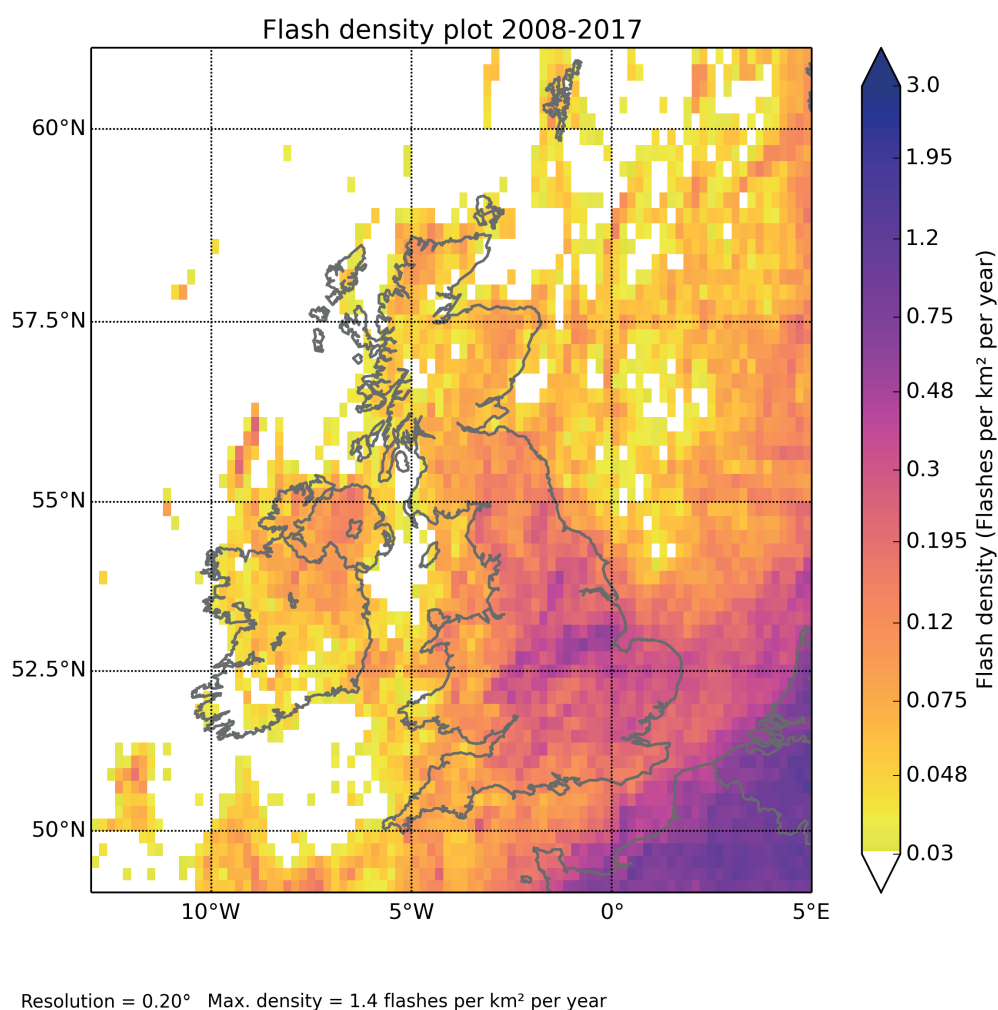 Flash density plot 2008-2017
60°N
57.5°N
55°N
52.5°N
50°N
10°W 5°W 0° 5°E
3.0
1.95
1.2
0.75
0.48
0.3
0.195
0.12
0.075
0.048
0.03
Flash density (Flashes per km² per year)
Resolution = 0.20° Max. density = 1.4 flashes per km² per year